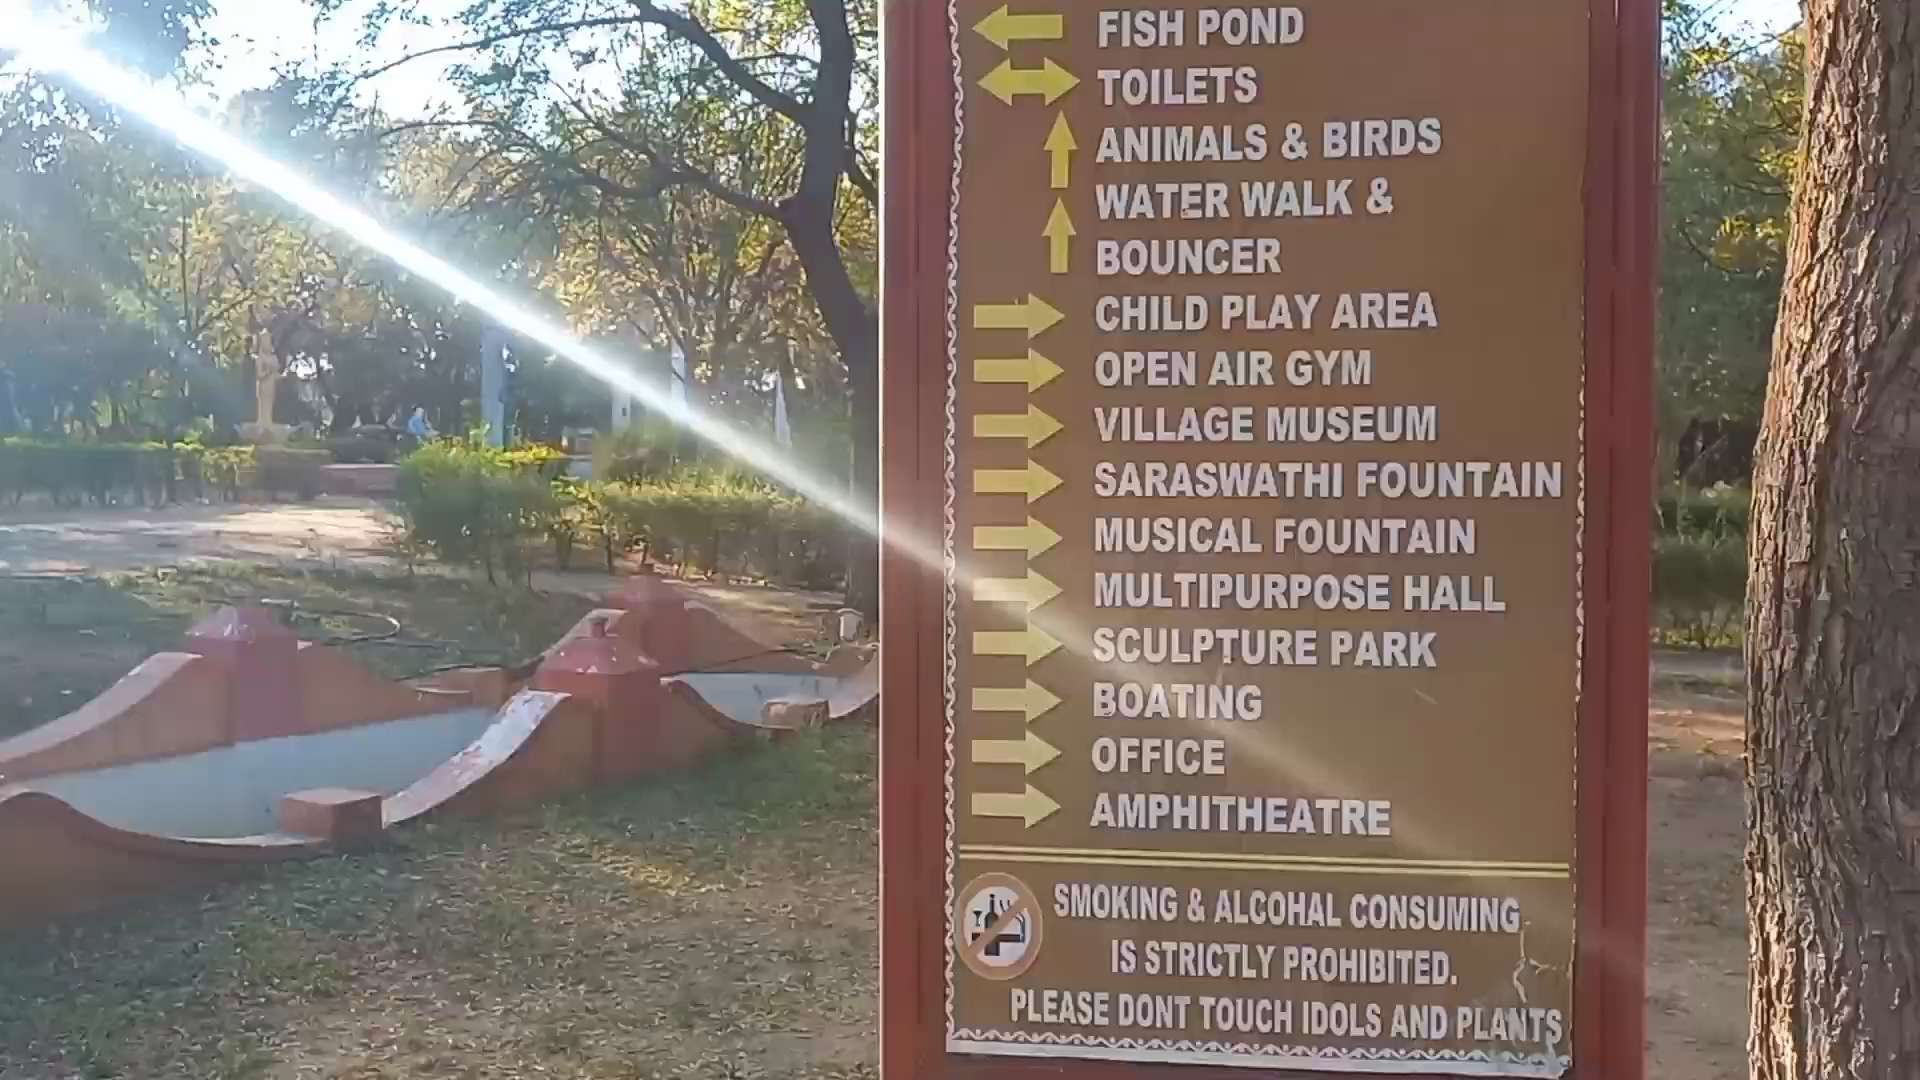 FISH POND
TOILETS
ANIMALS & BIRDS
WATER WALK &
BOUNCER
CHILD PLAY AREA
OPEN AIR GYM
VILLAGE MUSEUM
SARASWATHI FOUNTAIN
MUSICAL FOUNTAIN
MULTIPURPOSE HALL
SCULPTURE PARK
BOATING
OFFICE
AMPHITHEATRE
SMOKING & ALCOHAL CONSUMING
IS STRICTLY PROHIBITED.
PLEASE DONT TOUCH IDOLS AND PLANTS